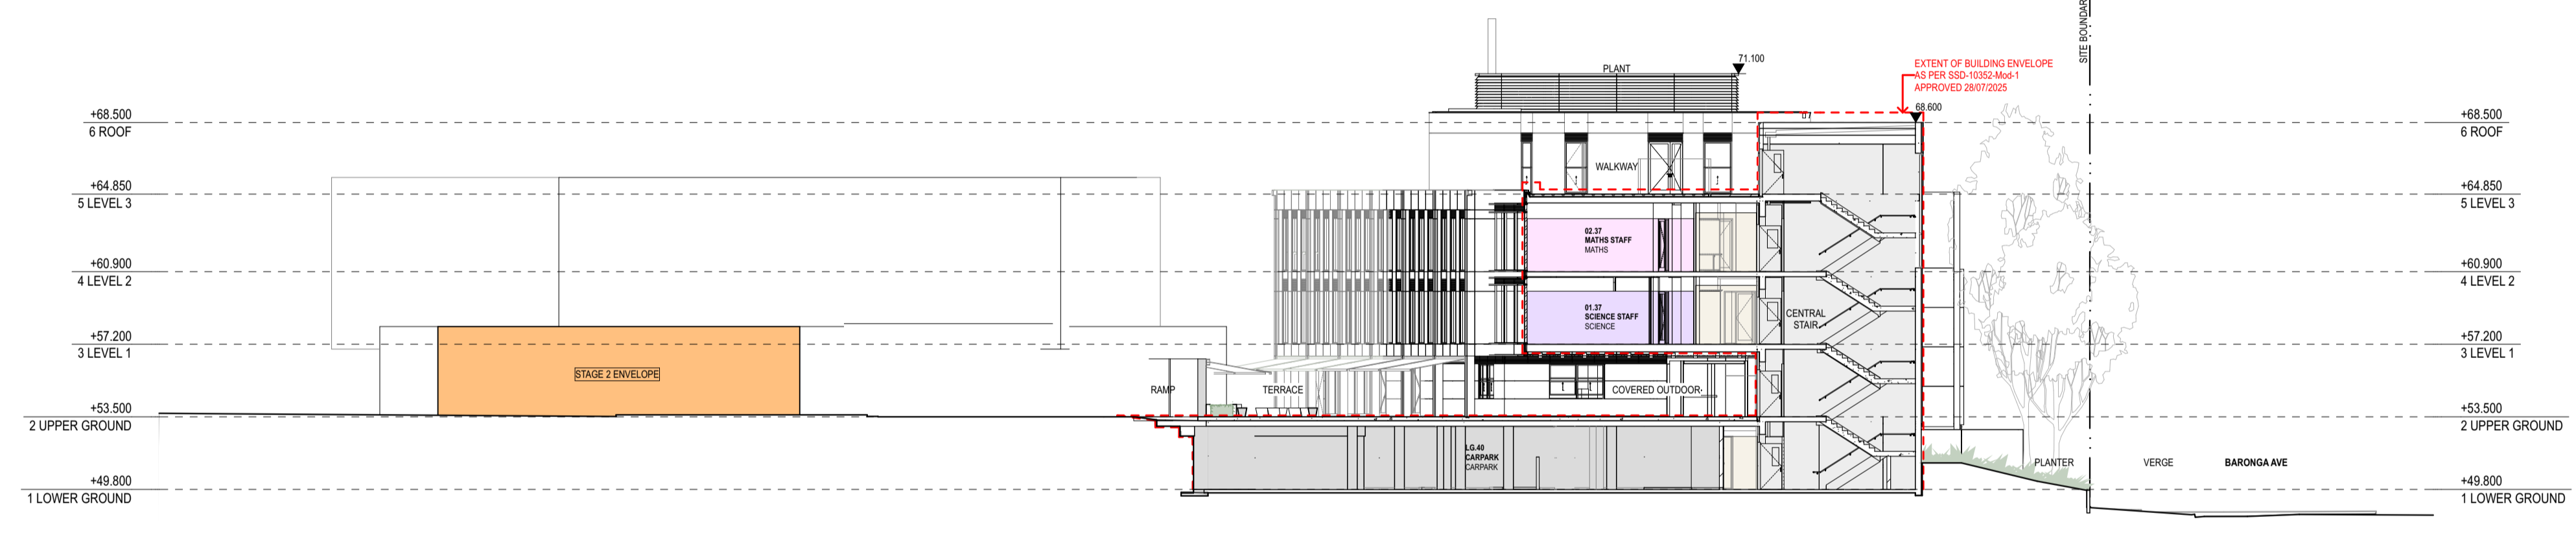 SITE BOUNDAR
PLANT
71.100
EXTENT OF BUILDING ENVELOPE
AS PER SSD-10352-Mod-1
APPROVED 28/07/2025
68.600
+68.500
6 ROOF
+68.500
6 ROOF
WALKWAY
+64.850
5 LEVEL 3
+64.850
5 LEVEL 3
02.37
MATHS STAFF
MATHS
+60.900
4 LEVEL 2
+60.900
4 LEVEL 2
01.37
SCIENCE STAFF
SCIENCE
CENTRAL
STAIR
+57.200
3 LEVEL 1
+57.200
3 LEVEL 1
STAGE 2 ENVELOPE
RAMP
TERRACE
COVERED OUTDOOR
+53.500
2 UPPER GROUND
+53.500
2 UPPER GROUND
LG.40
CARPARK
CARPARK
PLANTER
VERGE
BARONGA AVE
+49.800
1 LOWER GROUND
+49.800
1 LOWER GROUND